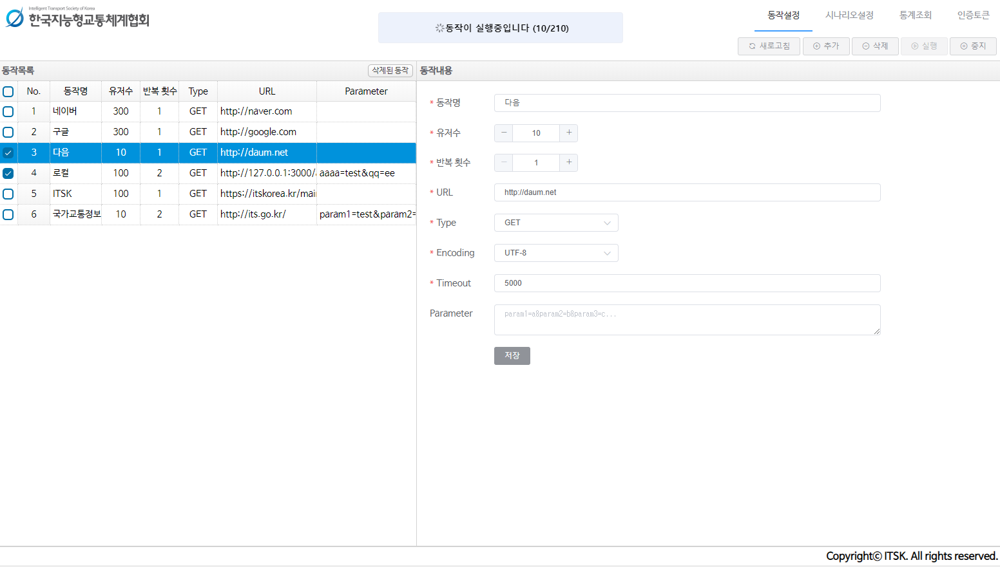 Intelligent Transport Society of Korea
한국지능형교통체계협회
동작이 실행중입니다 (10/210)
동작설정 시나리오설정 통계조회 인증토큰
새로고침 추가 삭제 실행 중지
동작목록 삭제된 동작
No. 동작명 유저수 반복 횟수 Type URL Parameter
1 네이버 300 1 GET http://naver.com
2 구글 300 1 GET http://google.com
3 다음 10 1 GET http://daum.net
4 로컬 100 2 GET http://127.0.0.1:3000/ aaaa=test&qq=ee
5 ITSK 100 1 GET https://itskorea.kr/mai
6 국가교통정보 10 2 GET http://its.go.kr/ param1=test&param2=
동작내용
* 동작명 다음
* 유저수 − 10 +
* 반복 횟수 − 1 +
* URL http://daum.net
* Type GET
* Encoding UTF-8
* Timeout 5000
Parameter param1=a&param2=b&param3=c...
저장
Copyrightⓒ ITSK. All rights reserved.